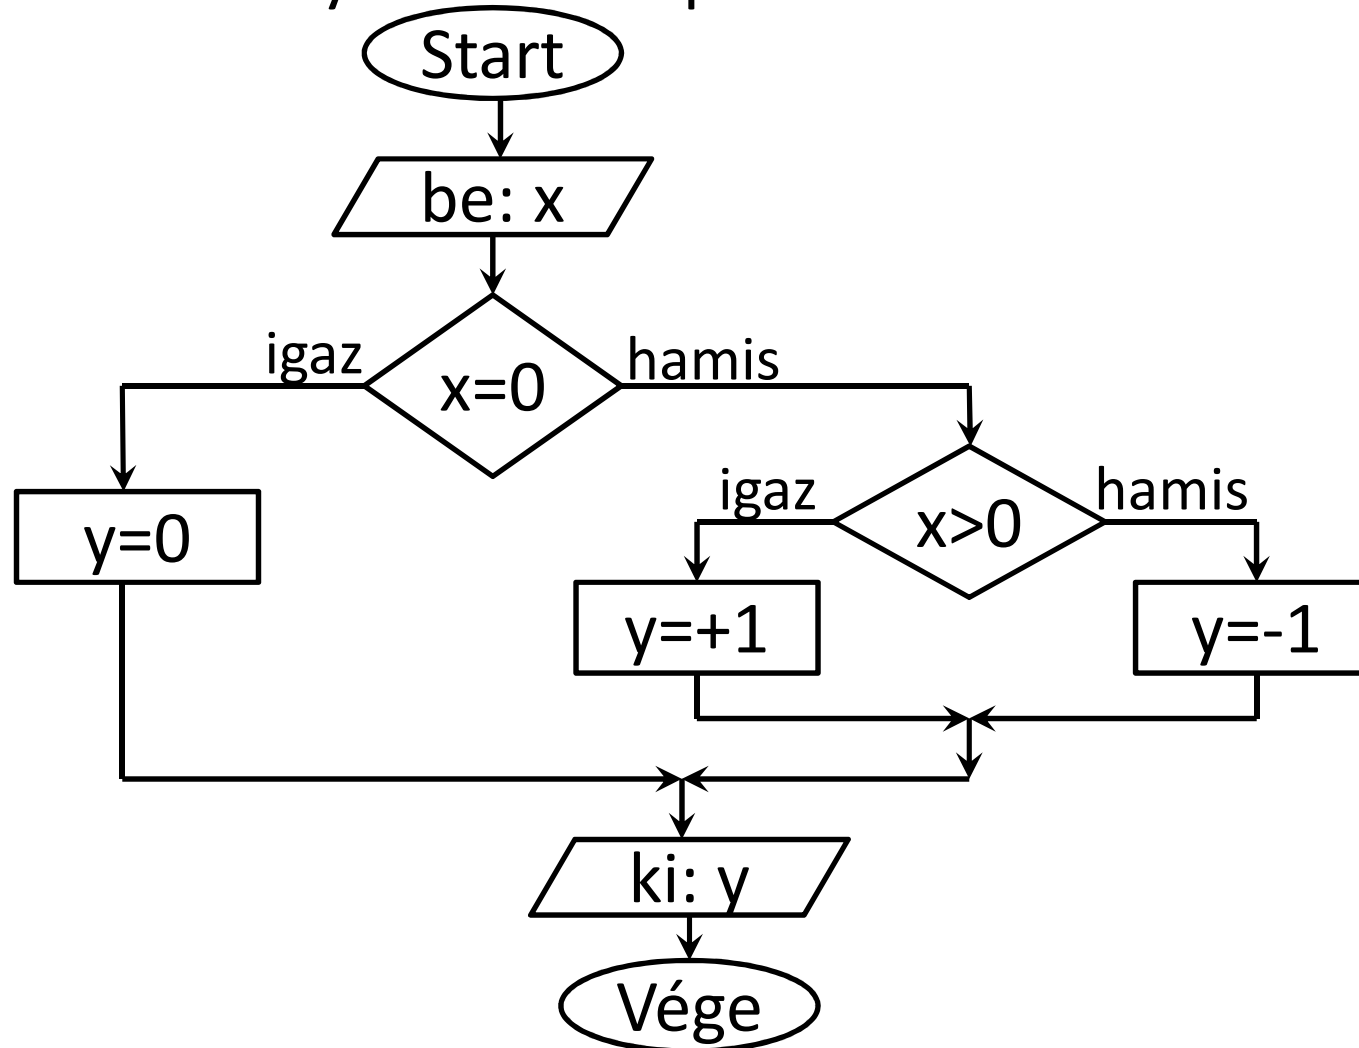 Start
be: x
igaz
hamis
x=0
igaz
hamis
x>0
y=0
y=+1
y=-1
ki: y
Vége